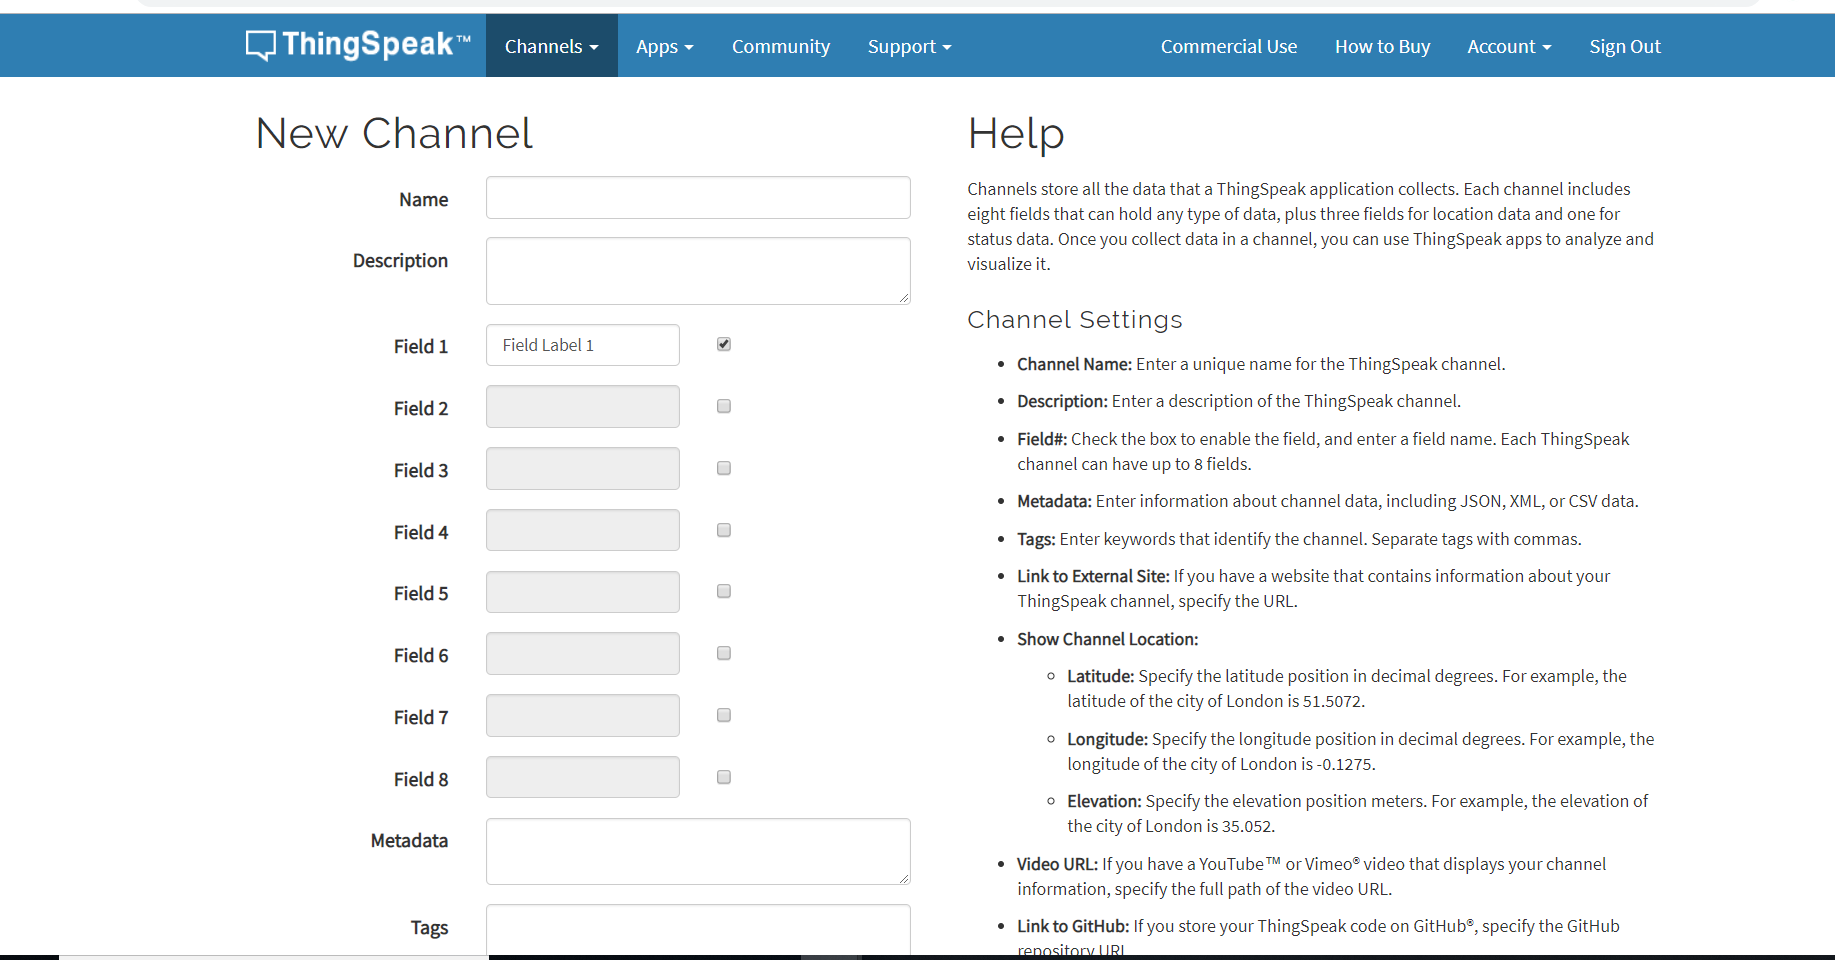 ThingSpeak™
Channels
Apps
Community
Support
Commercial Use
How to Buy
Account
Sign Out
New Channel
Name
Description
Field 1
Field Label 1
Field 2
Field 3
Field 4
Field 5
Field 6
Field 7
Field 8
Metadata
Tags
Help
Channels store all the data that a ThingSpeak application collects. Each channel includes
eight fields that can hold any type of data, plus three fields for location data and one for
status data. Once you collect data in a channel, you can use ThingSpeak apps to analyze and
visualize it.
Channel Settings
• Channel Name: Enter a unique name for the ThingSpeak channel.
• Description: Enter a description of the ThingSpeak channel.
• Field#: Check the box to enable the field, and enter a field name. Each ThingSpeak
channel can have up to 8 fields.
• Metadata: Enter information about channel data, including JSON, XML, or CSV data.
• Tags: Enter keywords that identify the channel. Separate tags with commas.
• Link to External Site: If you have a website that contains information about your
ThingSpeak channel, specify the URL.
• Show Channel Location:
◦ Latitude: Specify the latitude position in decimal degrees. For example, the
latitude of the city of London is 51.5072.
◦ Longitude: Specify the longitude position in decimal degrees. For example, the
longitude of the city of London is -0.1275.
◦ Elevation: Specify the elevation position meters. For example, the elevation of
the city of London is 35.052.
• Video URL: If you have a YouTube™ or Vimeo® video that displays your channel
information, specify the full path of the video URL.
• Link to GitHub: If you store your ThingSpeak code on GitHub®, specify the GitHub
repository URL.